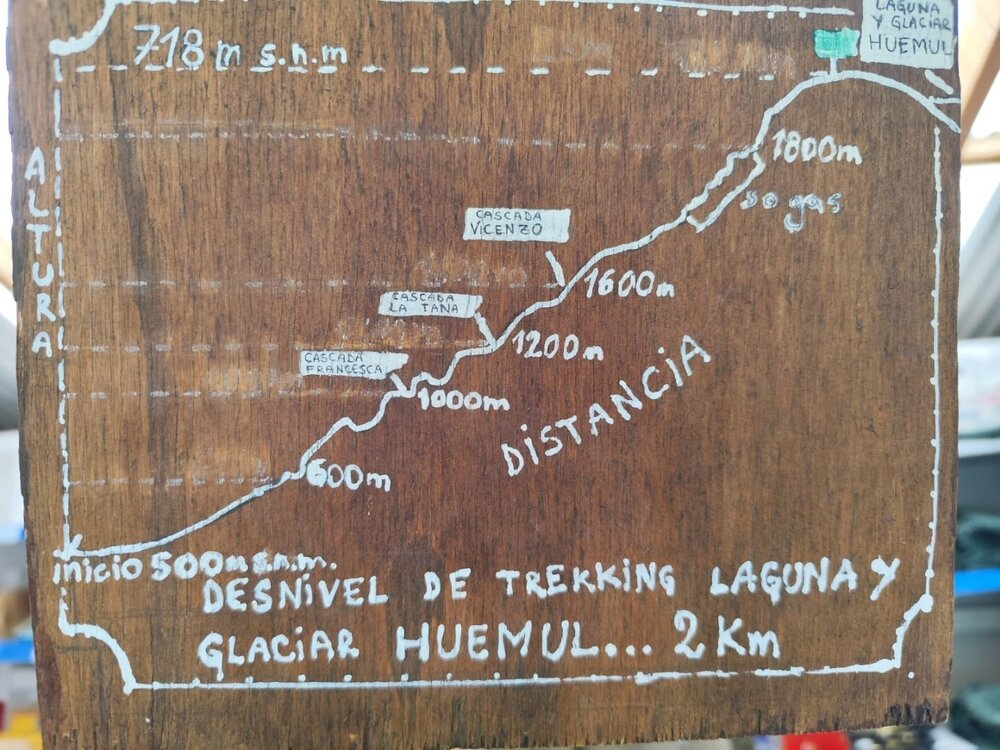 LAGUNA
Y GLACIAR
HUEMUL
718 m s.n.m
ALTURA
1800m
sogas
CASCADA
VICENZO
1600m
CASCADA
LA TANA
1200m
CASCADA
FRANCESCA
1000m
DISTANCIA
600m
inicio 500m s.n.m.
DESNIVEL DE TREKKING LAGUNA Y
GLACIAR HUEMUL... 2 Km